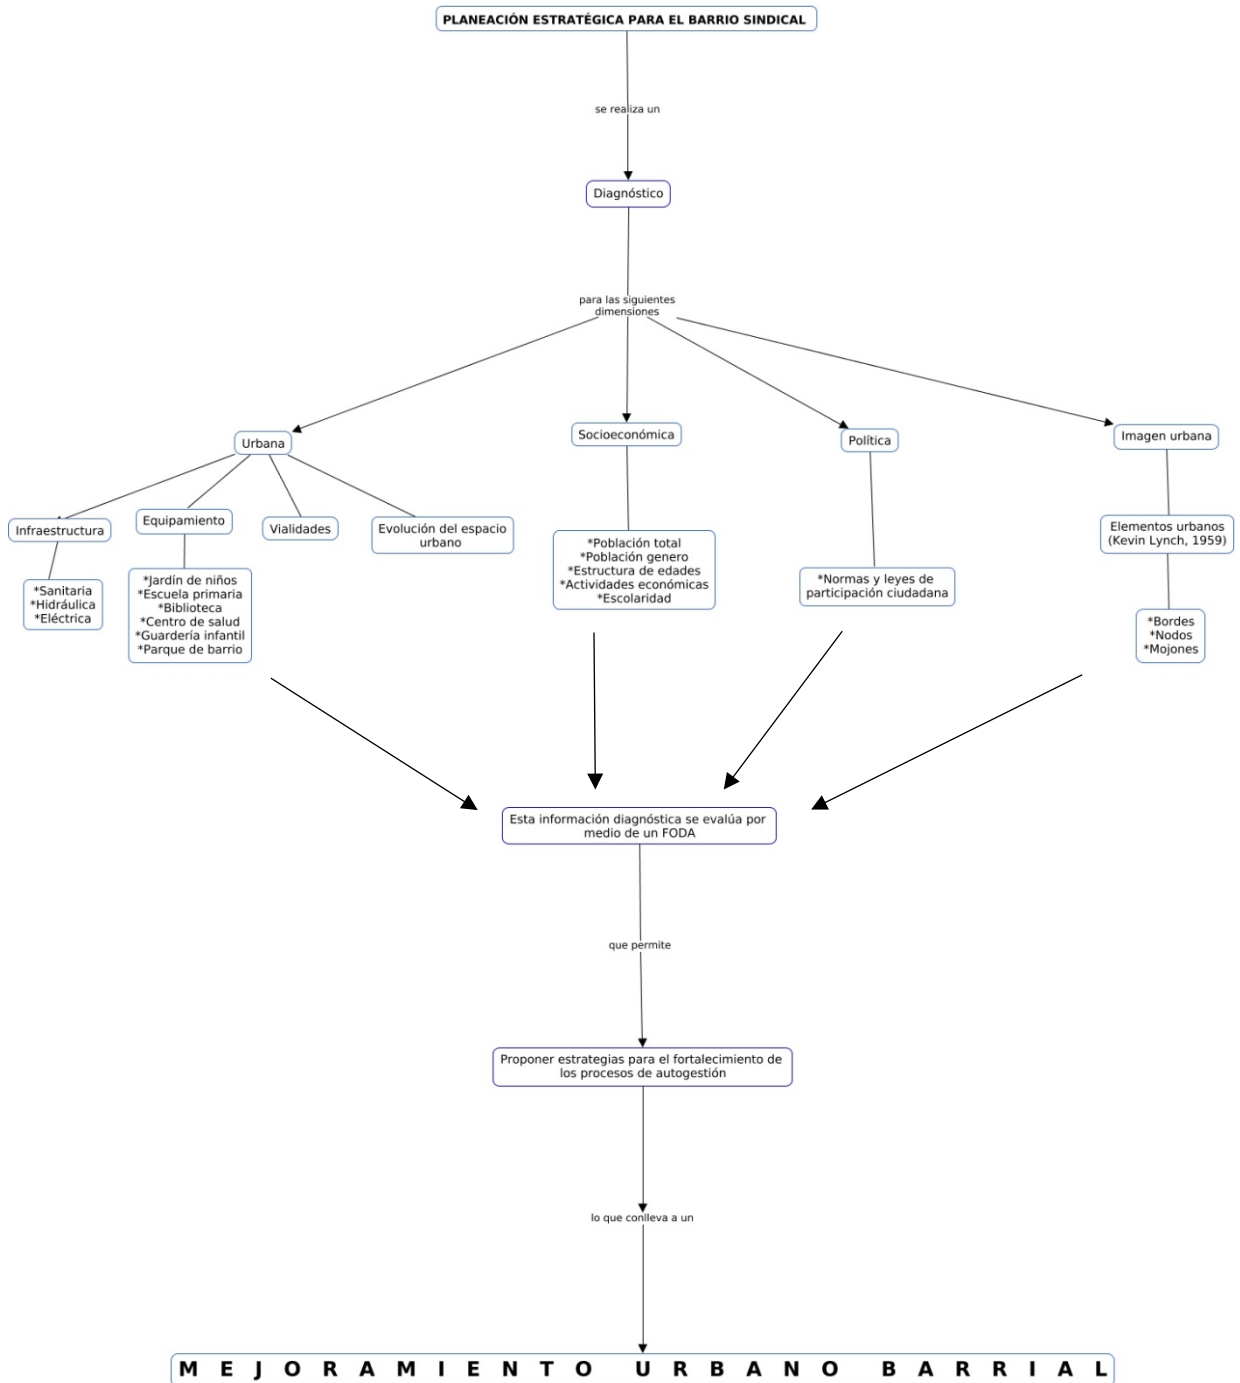 PLANEACIÓN ESTRATÉGICA PARA EL BARRIO SINDICAL
se realiza un
Diagnóstico
para las siguientes
dimensiones
Urbana
Socioeconómica
Política
Imagen urbana
Infraestructura
Equipamiento
Vialidades
Evolución del espacio
urbano
*Sanitaria
*Hidráulica
*Eléctrica
*Jardín de niños
*Escuela primaria
*Biblioteca
*Centro de salud
*Guardería infantil
*Parque de barrio
*Población total
*Población genero
*Estructura de edades
*Actividades económicas
*Escolaridad
*Normas y leyes de
participación ciudadana
Elementos urbanos
(Kevin Lynch, 1959)
*Bordes
*Nodos
*Mojones
Esta información diagnóstica se evalúa por
medio de un FODA
que permite
Proponer estrategias para el fortalecimiento de
los procesos de autogestión
lo que conlleva a un
MEJORAMIENTO URBANO BARRIAL